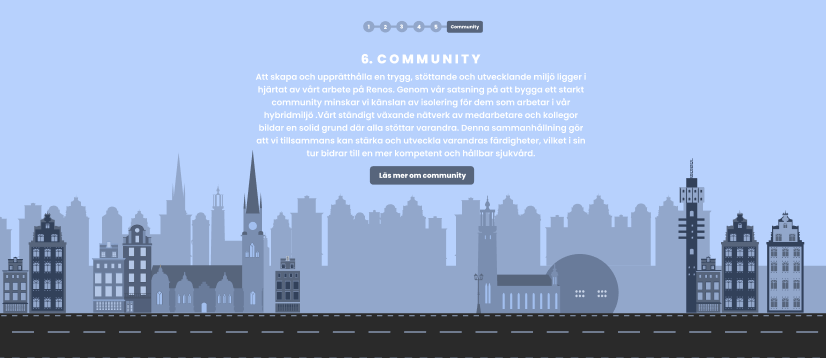 1 2 3 4 5 Community
6. COMMUNITY
Att skapa och upprätthålla en trygg, stöttande och utvecklande miljö ligger i
hjärtat av vårt arbete på Renas. Genom vår satsning på att bygga ett starkt
community minskar vi känslan av isolering för dem som arbetar i vår
hybridmiljö .Vårt ständigt växande nätverk av medarbetare och kollegor
bildar en solid grund där alla stöttar varandra. Denna sammanhållning gör
att vi tillsammans kan stärka och utveckla varandras färdigheter, vilket i sin
tur bidrar till en mer kompetent och hållbar sjukvård.
Läs mer om community